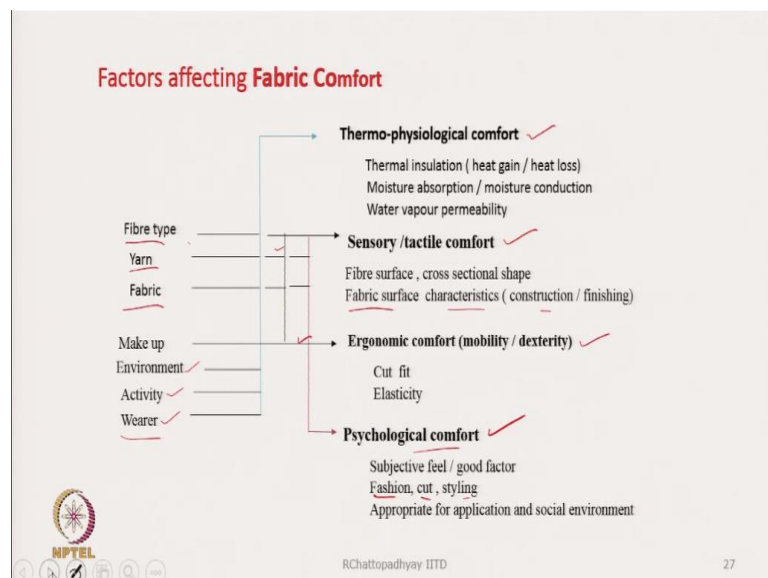 Factors affecting Fabric Comfort
Thermo-physiological comfort
Thermal insulation ( heat gain / heat loss)
Moisture absorption / moisture conduction
Water vapour permeability
Fibre type
Yarn
Fabric
Sensory /tactile comfort
Fibre surface , cross sectional shape
Fabric surface characteristics ( construction / finishing)
Make up
Environment
Activity
Wearer
Ergonomic comfort (mobility / dexterity)
Cut fit
Elasticity
Psychological comfort
Subjective feel / good factor
Fashion, cut , styling
Appropriate for application and social environment
NPTEL
RChattopadhyay IITD
27